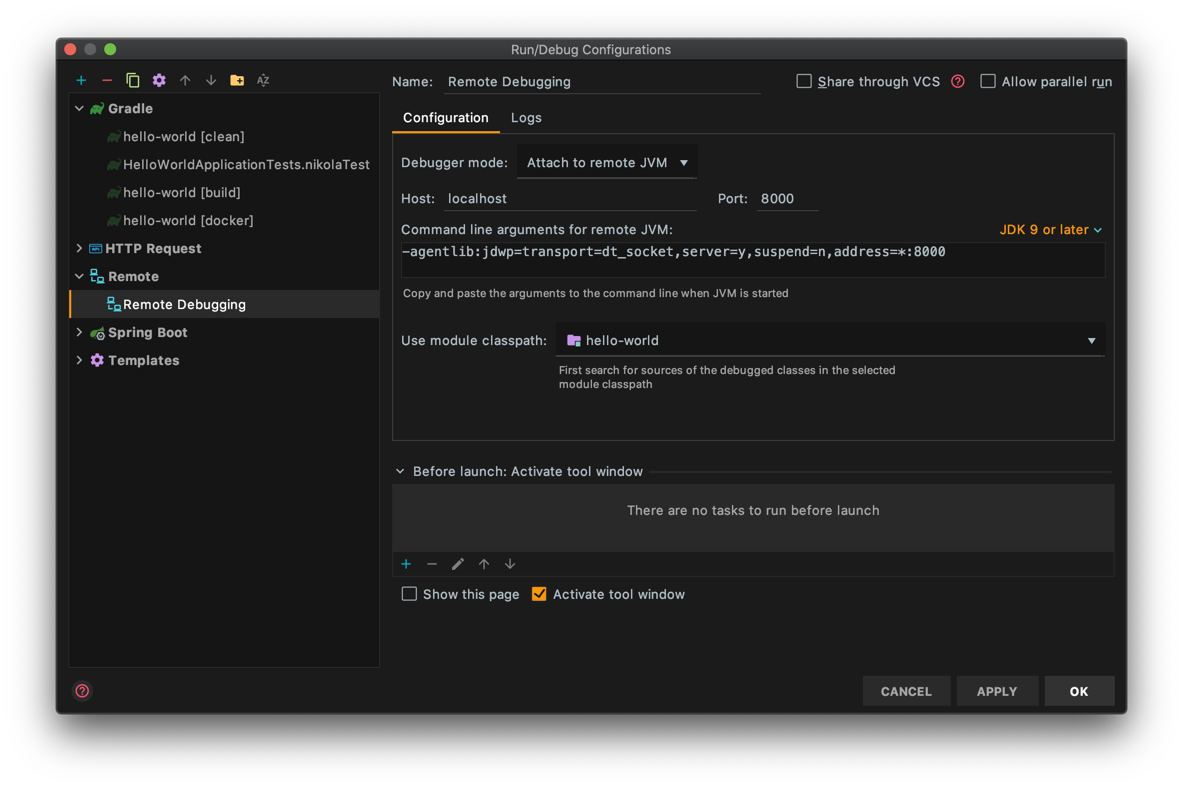 Run/Debug Configurations
Name: Remote Debugging
Share through VCS
Allow parallel run
Gradle
hello-world [clean]
HelloWorldApplicationTests.nikolaTest
hello-world [build]
hello-world [docker]
HTTP Request
Remote
Remote Debugging
Spring Boot
Templates
Configuration Logs
Debugger mode: Attach to remote JVM
Host: localhost Port: 8000
Command line arguments for remote JVM: JDK 9 or later
-agentlib:jdwp=transport=dt_socket,server=y,suspend=n,address=*:8000
Copy and paste the arguments to the command line when JVM is started
Use module classpath: hello-world
First search for sources of the debugged classes in the selected
module classpath
Before launch: Activate tool window
There are no tasks to run before launch
Show this page Activate tool window
CANCEL APPLY OK